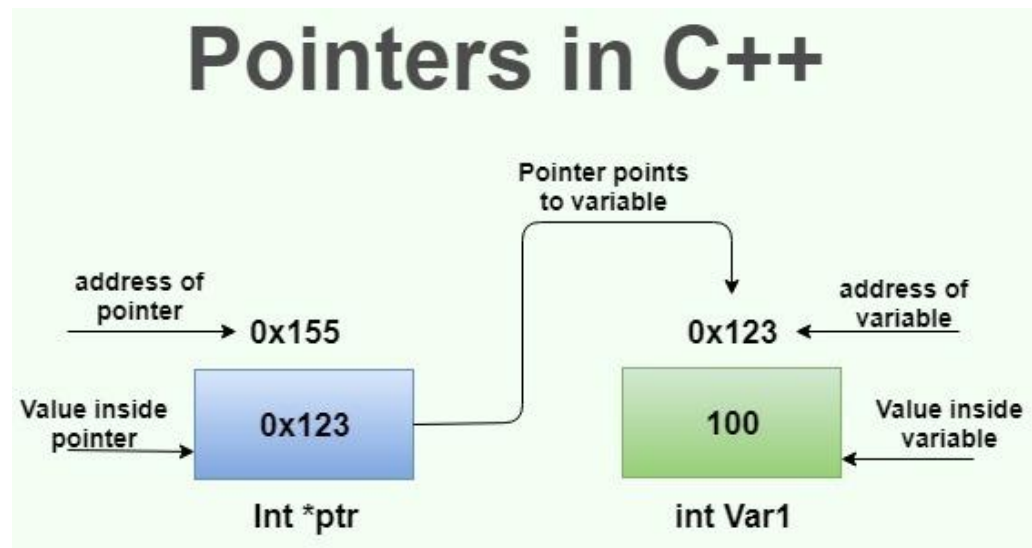 Pointers in C++
Pointer points
to variable
address of
pointer
0x155
0x123
address of
variable
Value inside
pointer
0x123
100
Value inside
variable
Int *ptr
int Var1